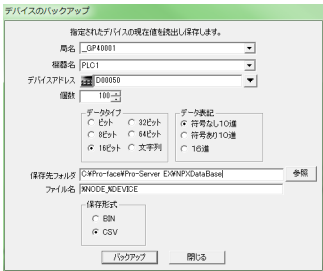 デバイスのバックアップ
指定されたデバイスの現在値を読出し保存します。
局名 _GP40001
機器名 PLC1
デバイスアドレス D00050
個数 100
データタイプ
ビット 32ビット
8ビット 64ビット
16ビット 文字列
データ表記
符号なし10進
符号あり10進
16進
保存先フォルダ C:¥Pro-face¥Pro-Server EX¥NPXDataBase 参照
ファイル名 %NODE_%DEVICE
保存形式
BIN
CSV
バックアップ 閉じる